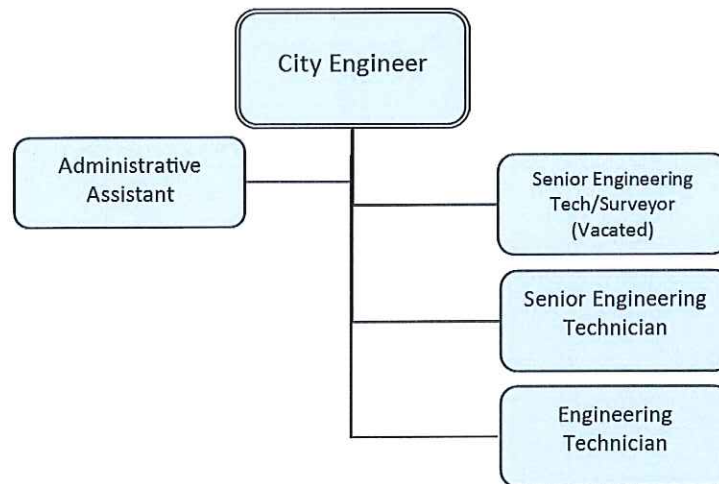 City Engineer
Administrative
Assistant
Senior Engineering
Tech/Surveyor
(Vacated)
Senior Engineering
Technician
Engineering
Technician